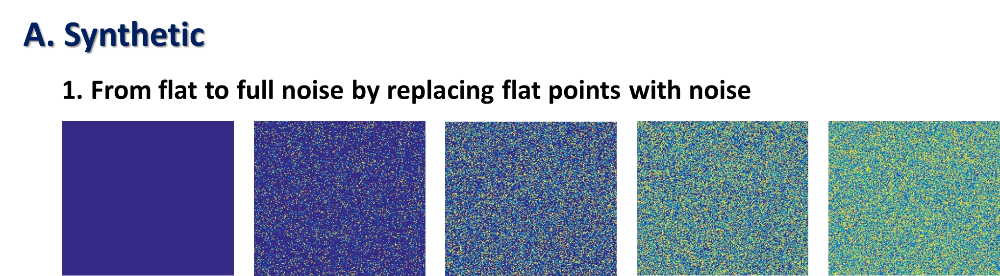 A. Synthetic
1. From flat to full noise by replacing flat points with noise